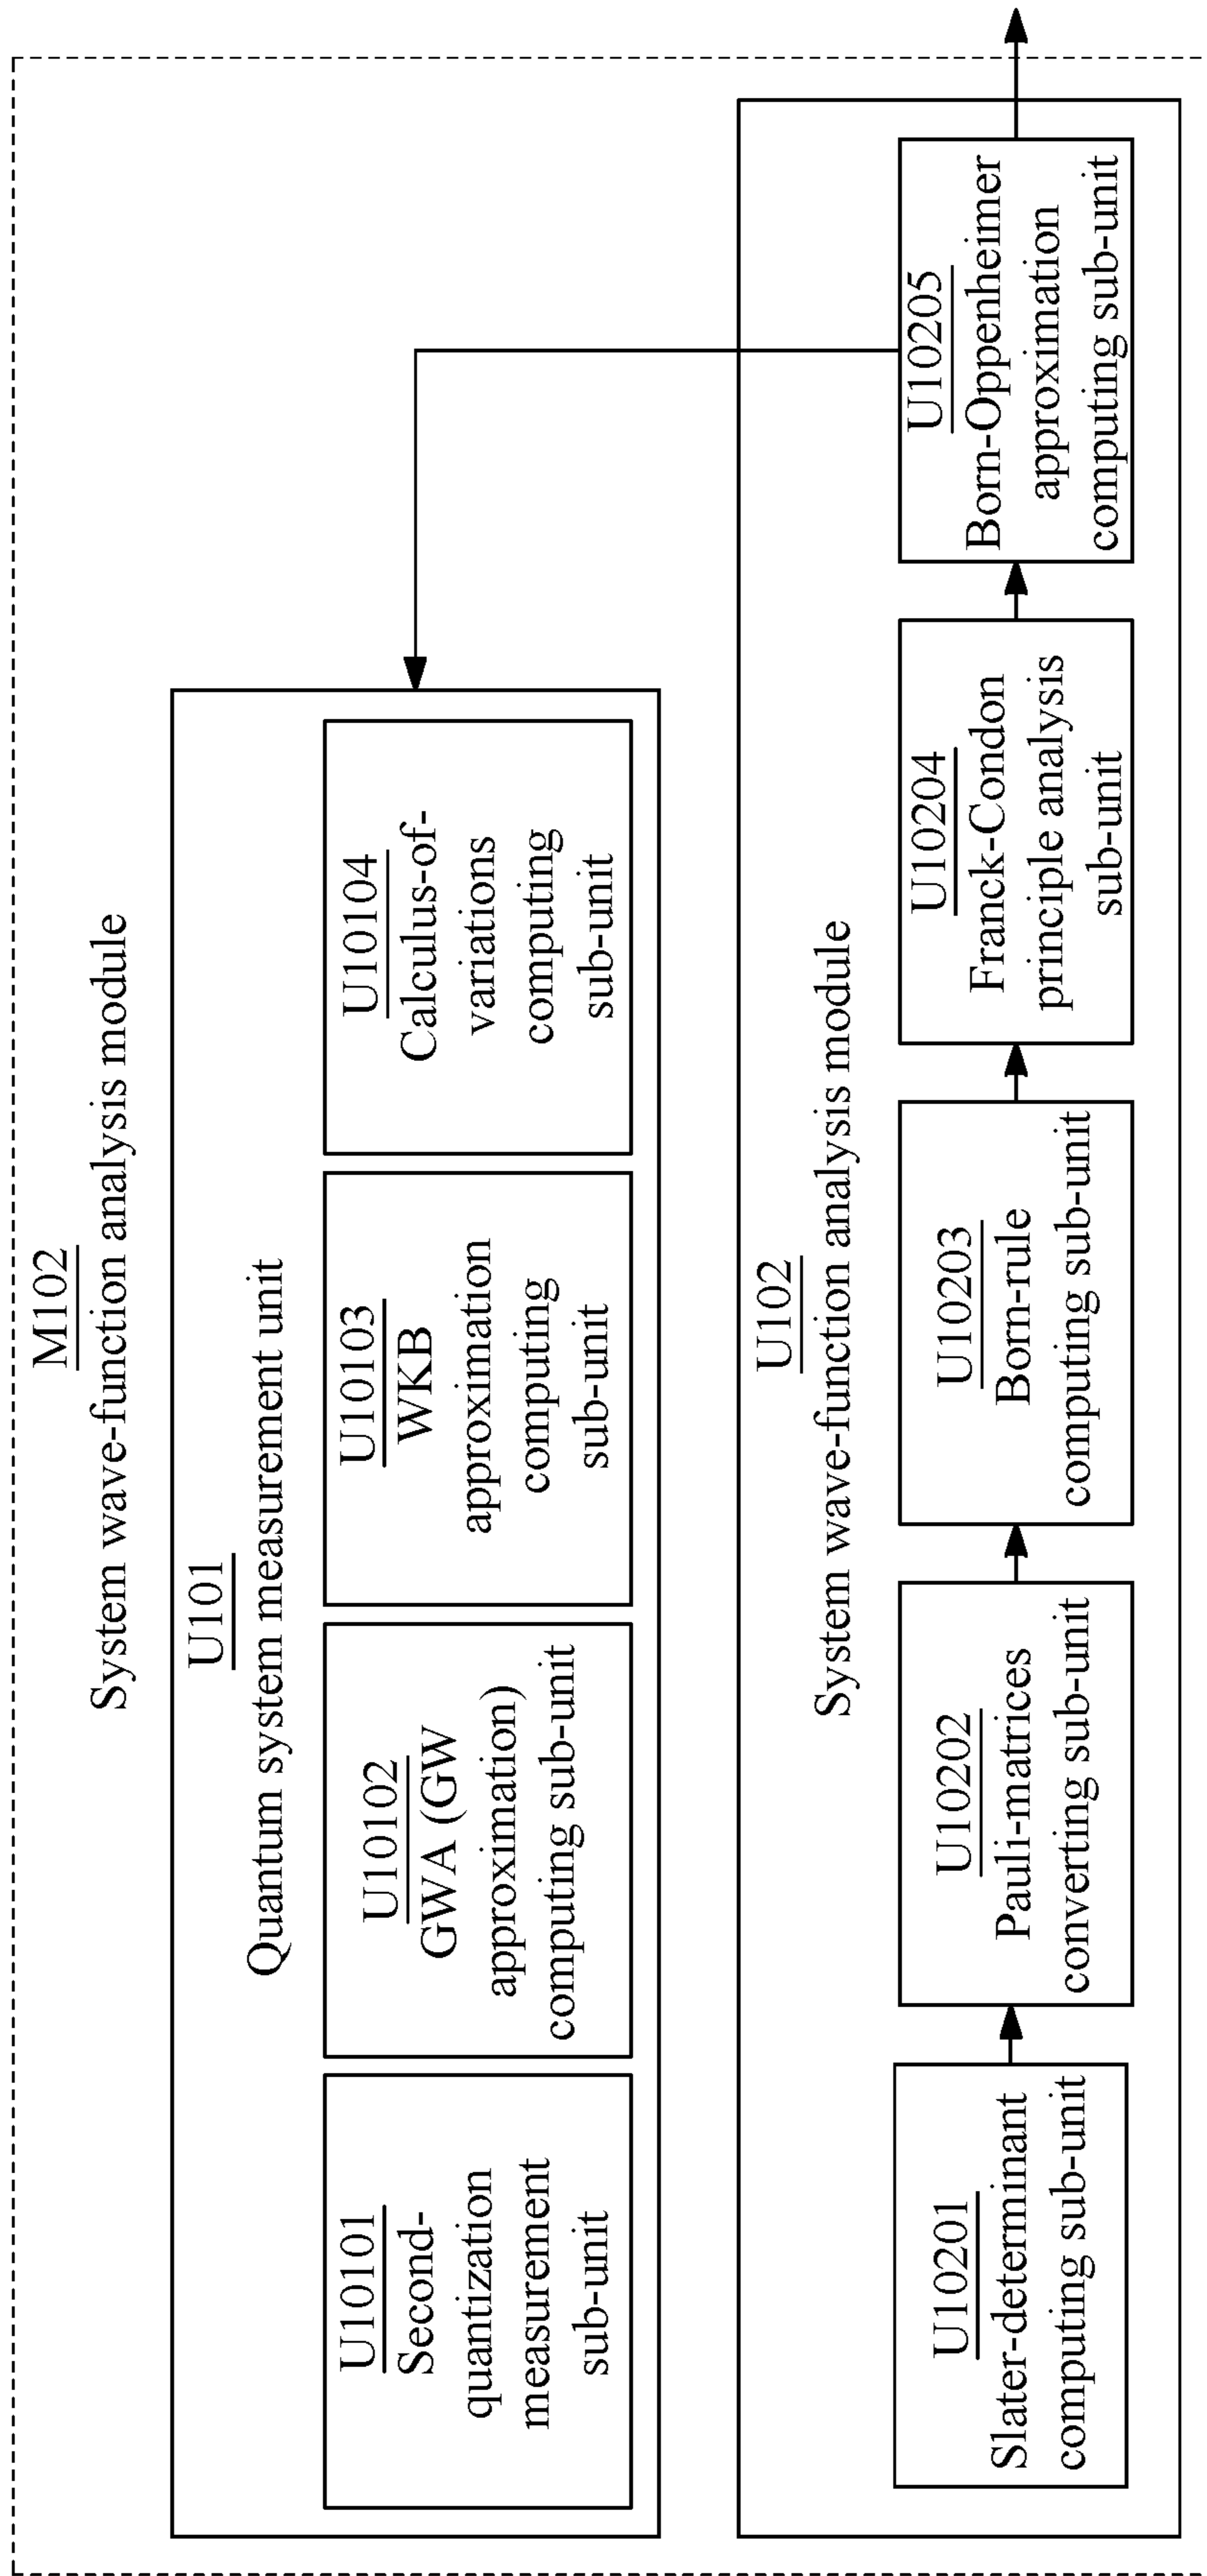 M102
System wave-function analysis module
U101
Quantum system measurement unit
U10101
Second-
quantization
measurement
sub-unit
U10102
GWA (GW
approximation)
computing sub-unit
U10103
WKB
approximation
computing
sub-unit
U10104
Calculus-of-
variations
computing
sub-unit
U102
System wave-function analysis module
U10201
Slater-determinant
computing sub-unit
U10202
Pauli-matrices
converting sub-unit
U10203
Born-rule
computing sub-unit
U10204
Franck-Condon
principle analysis
sub-unit
U10205
Born-Oppenheimer
approximation
computing sub-unit